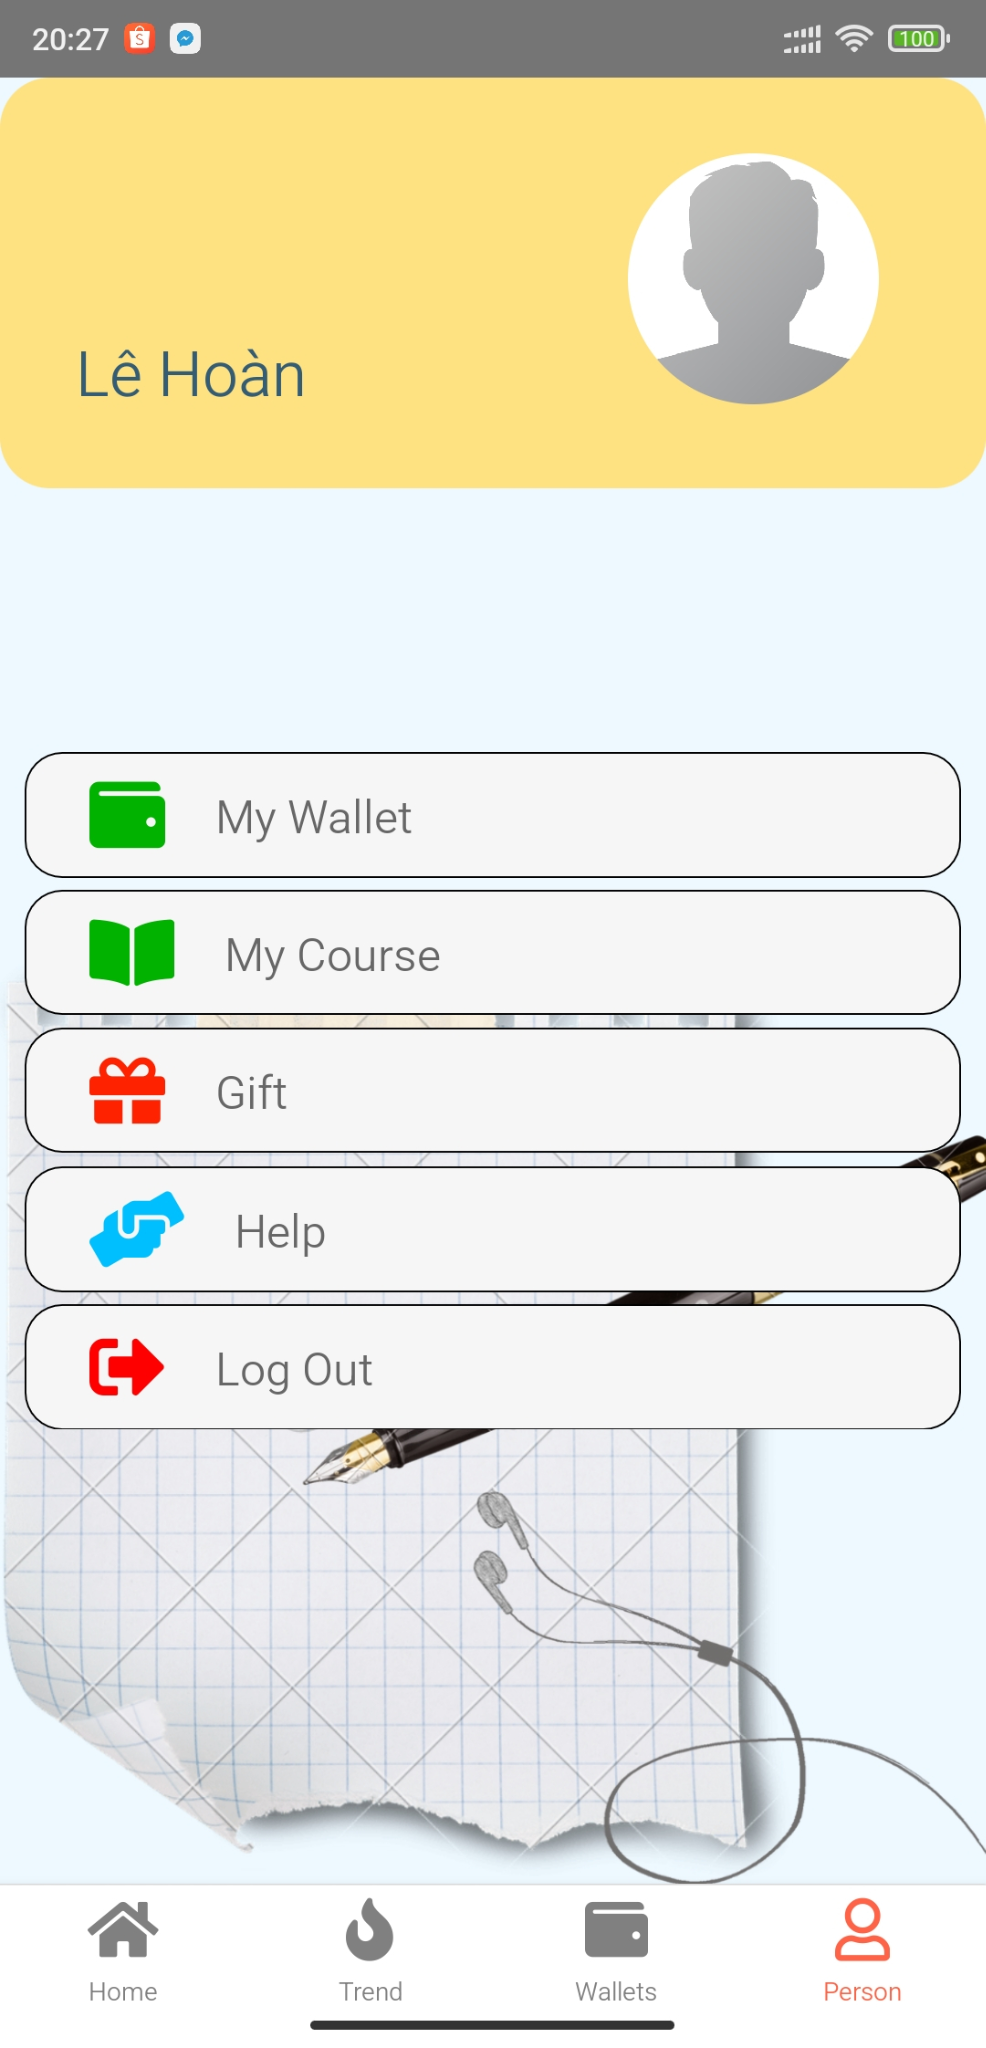 20:27
100
Lê Hoàn
My Wallet
My Course
Gift
Help
Log Out
Home
Trend
Wallets
Person